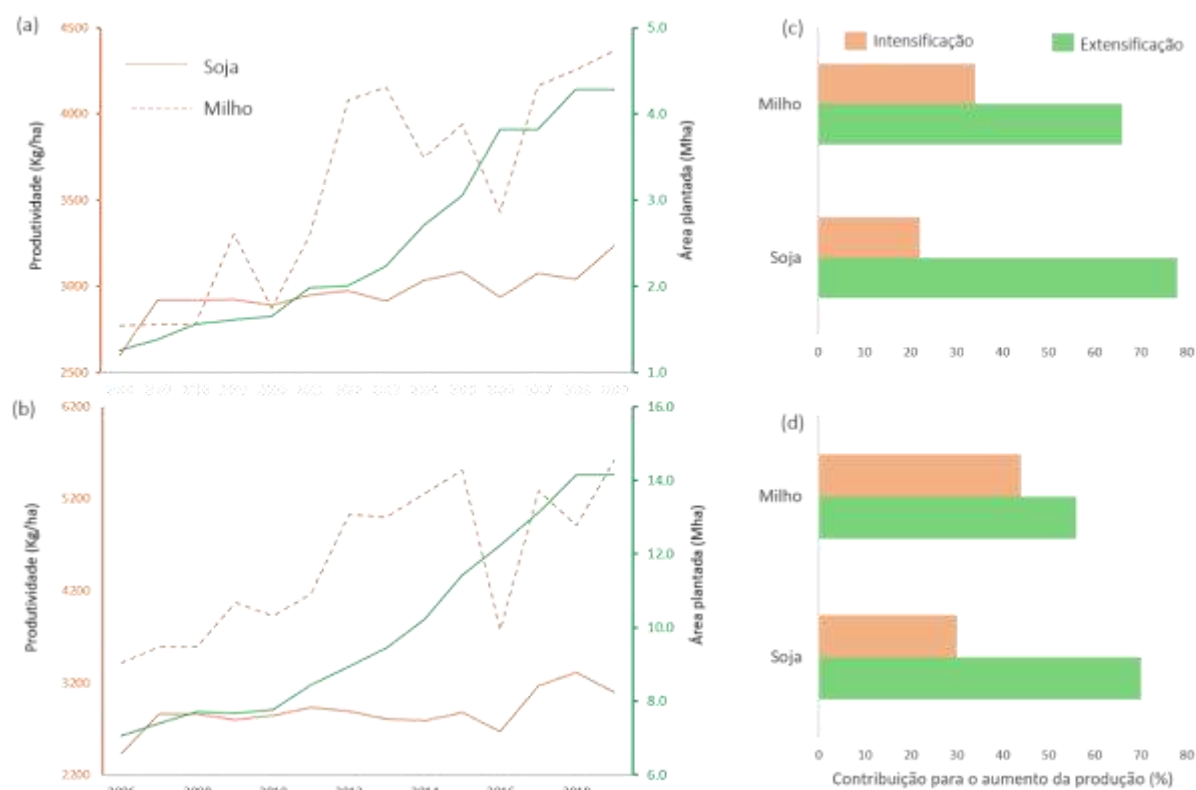 (a)
4500
4000
3500
3000
2500
Produtividade (Kg/ha)
Soja
Milho
5.0
4.0
3.0
2.0
1.0
Área plantada (Mha)
(b)
6200
5200
4200
3200
2200
Produtividade (Kg/ha)
16.0
14.0
12.0
10.0
8.0
6.0
Área plantada (Mha)
(c)
Intensificação
Extensificação
Milho
Soja
0 10 20 30 40 50 60 70 80
(d)
Milho
Soja
0 10 20 30 40 50 60 70 80
Contribuição para o aumento da produção (%)